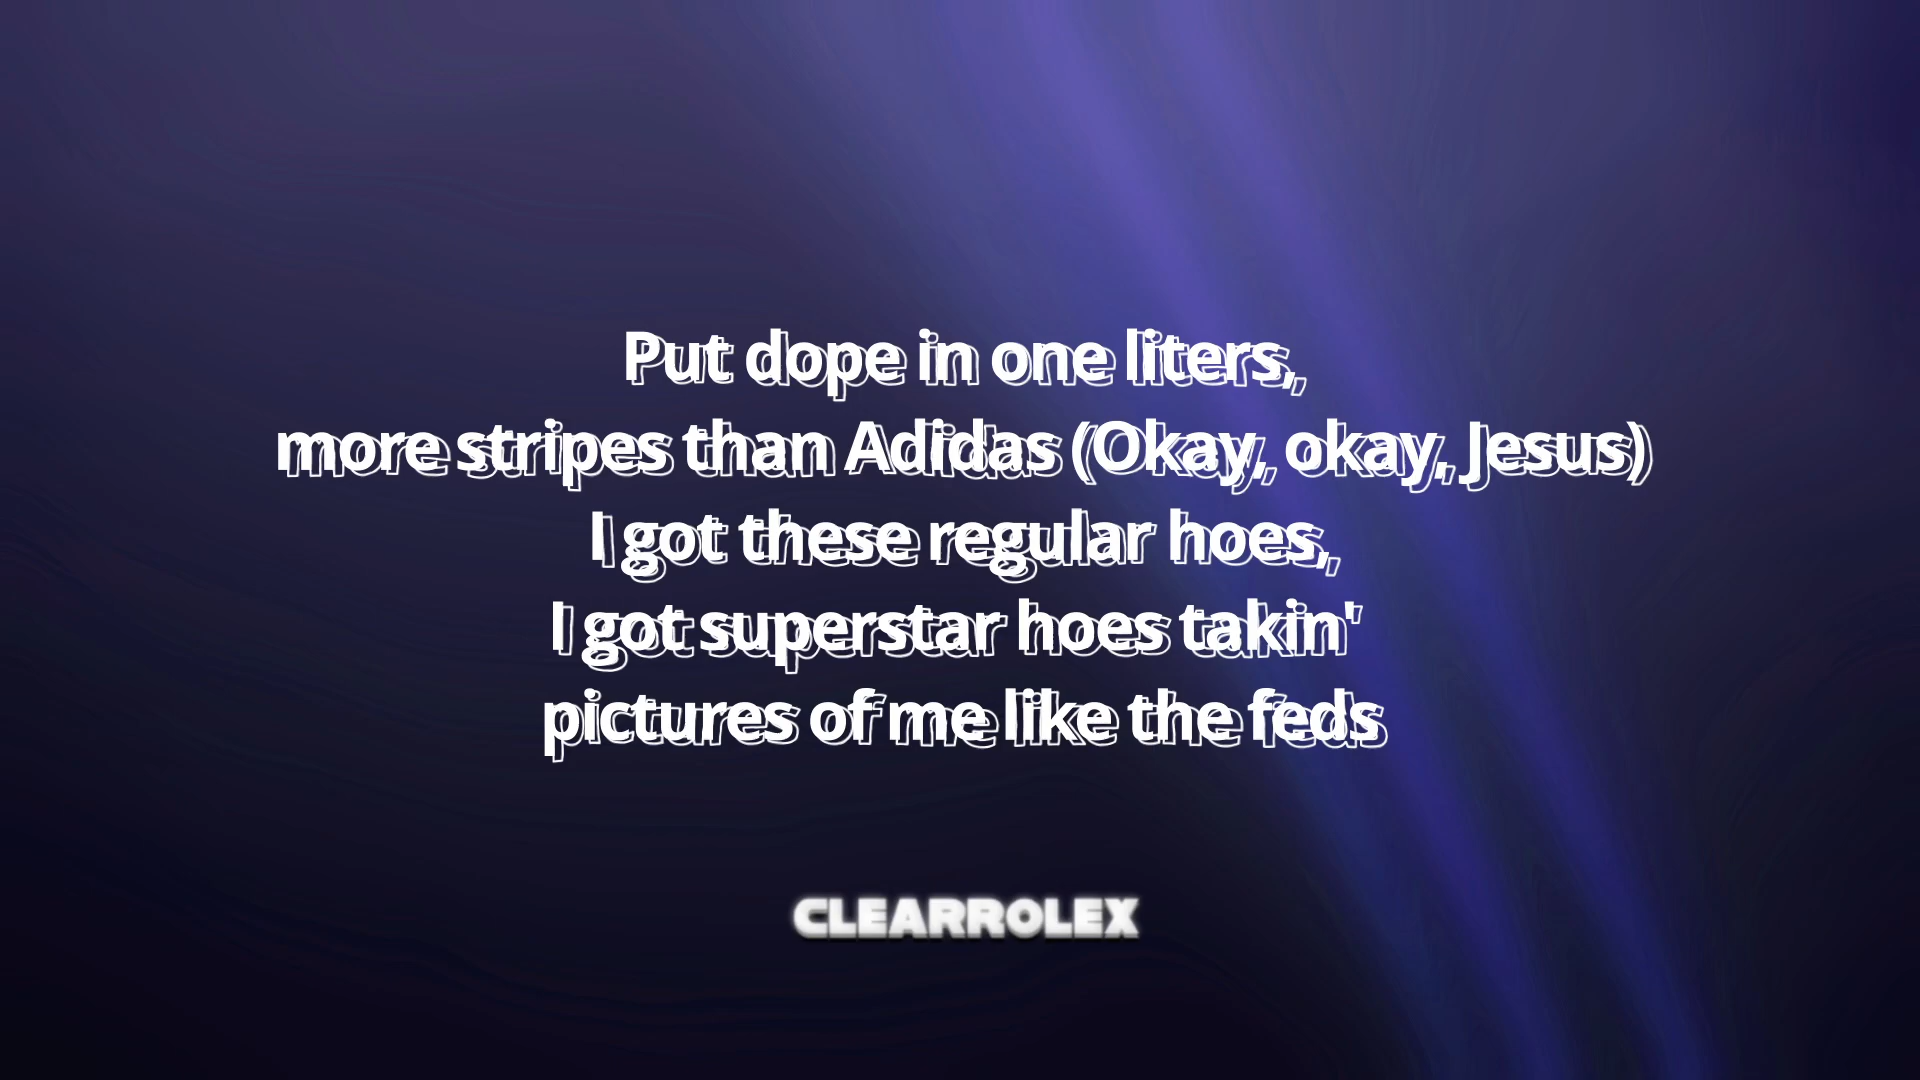 Put dope in one liters,
more stripes than Adidas (Okay, okay, Jesus)
I got these regular hoes,
I got superstar hoes takin'
pictures of me like the feds
CLEARROLEX